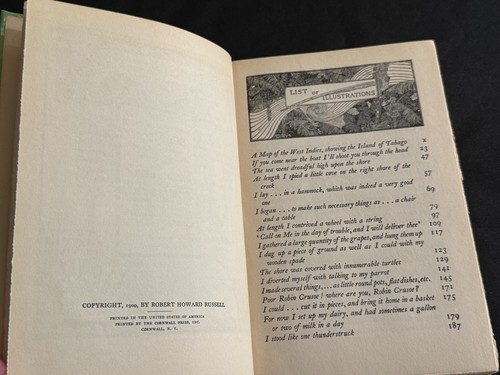 COPYRIGHT, 1900, BY ROBERT HOWARD RUSSELL
PRINTED IN THE UNITED STATES OF AMERICA
PRINTED BY THE CORNWALL PRESS, INC.
CORNWALL, N. Y.
LIST OF
ILLUSTRATIONS
A Map of the West Indies, showing the Island of Tabago x
If you come near the boat I'll shoot you through the head 23
The sea went dreadful high upon the shore 47
At length I spied a little cove on the right shore of the
creek 57
I lay . . . in a hammock, which was indeed a very good
one 69
I began . . . to make such necessary things as . . . a chair
and a table 79
At length I contrived a wheel with a string 97
"Call on Me in the day of trouble, and I will deliver thee" 109
I gathered a large quantity of the grapes, and hung them up 117
I dug up a piece of ground as well as I could with my
wooden spade 123
The shore was covered with innumerable turtles 129
I diverted myself with talking to my parrot 141
I made several things, . . . as little round pots, flat dishes, etc. 145
Poor Robin Crusoe! where are you, Robin Crusoe? 171
I could . . . cut it in pieces, and bring it home in a basket 175
For now I set up my dairy, and had sometimes a gallon
or two of milk in a day 179
I stood like one thunderstruck 187